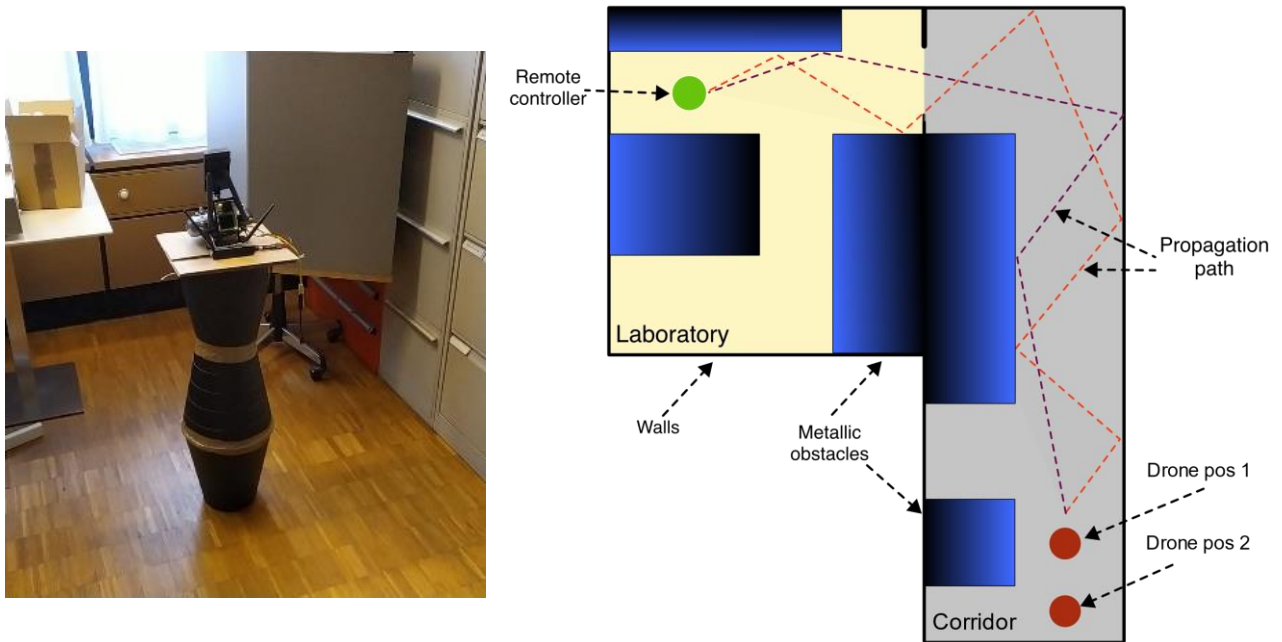 Remote
controller
Propagation
path
Laboratory
Walls
Metallic
obstacles
Drone pos 1
Drone pos 2
Corridor